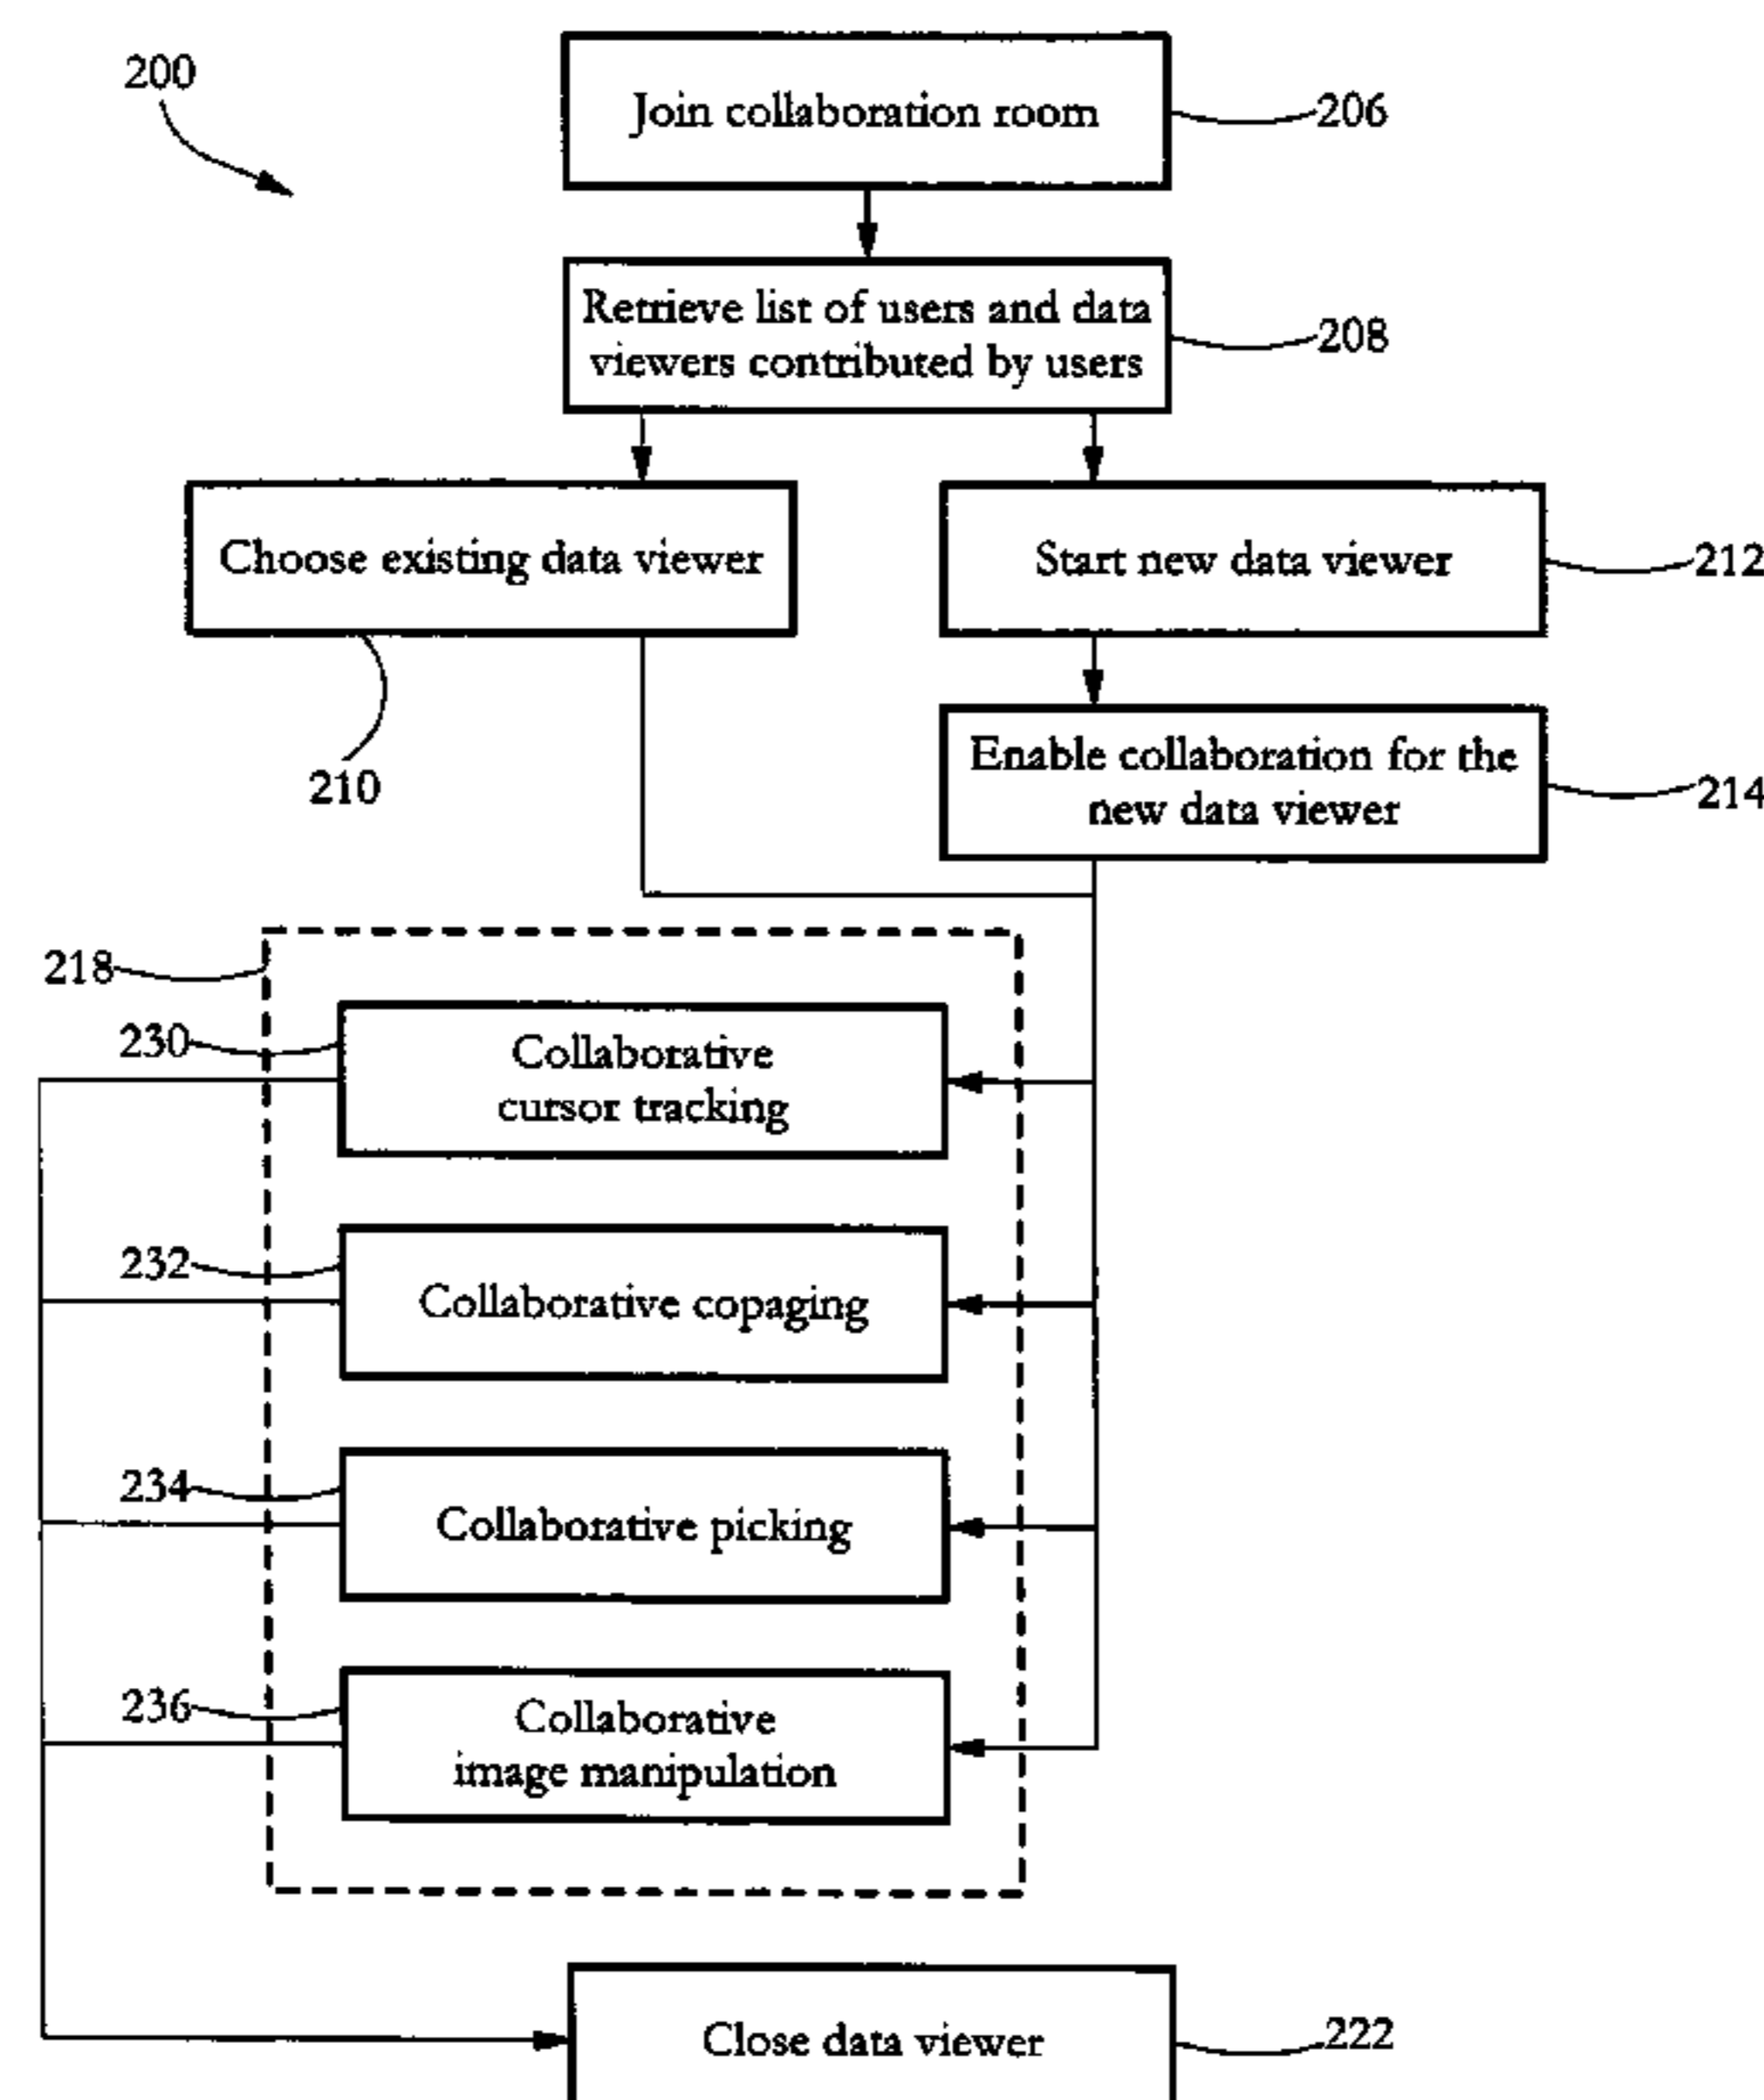 200
Join collaboration room
206
Retrieve list of users and data
viewers contributed by users
208
Choose existing data viewer
210
Start new data viewer
212
Enable collaboration for the
new data viewer
214
218
230
Collaborative
cursor tracking
232
Collaborative copaging
234
Collaborative picking
236
Collaborative
image manipulation
Close data viewer
222